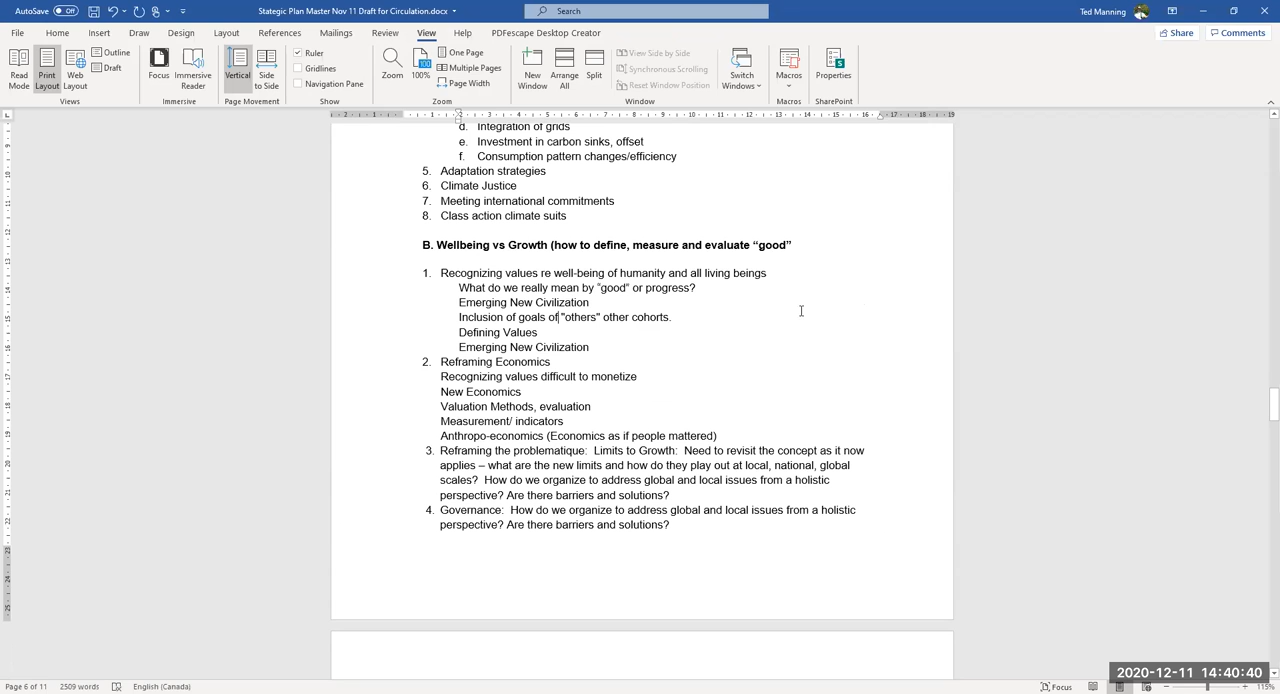 AutoSave Off Stategic Plan Master Nov 11 Draft for Circulation.docx Search Ted Manning
File Home Insert Draw Design Layout References Mailings Review View Help PDFescape Desktop Creator Share Comments
Read Mode Print Layout Web Layout Outline Draft Views
Focus Immersive Reader Immersive
Vertical Side to Side Page Movement
Ruler Gridlines Navigation Pane Show
Zoom 100% One Page Multiple Pages Page Width Zoom
New Window Arrange All Split View Side by Side Synchronous Scrolling Reset Window Position Switch Windows Window
Macros Macros
Properties SharePoint
d. Integration of grids
e. Investment in carbon sinks, offset
f. Consumption pattern changes/efficiency
5. Adaptation strategies
6. Climate Justice
7. Meeting international commitments
8. Class action climate suits
B. Wellbeing vs Growth (how to define, measure and evaluate “good”
1. Recognizing values re well-being of humanity and all living beings
What do we really mean by “good” or progress?
Emerging New Civilization
Inclusion of goals of "others" other cohorts.
Defining Values
Emerging New Civilization
2. Reframing Economics
Recognizing values difficult to monetize
New Economics
Valuation Methods, evaluation
Measurement/ indicators
Anthropo-economics (Economics as if people mattered)
3. Reframing the problematique: Limits to Growth: Need to revisit the concept as it now
applies – what are the new limits and how do they play out at local, national, global
scales? How do we organize to address global and local issues from a holistic
perspective? Are there barriers and solutions?
4. Governance: How do we organize to address global and local issues from a holistic
perspective? Are there barriers and solutions?
2020-12-11 14:40:40
Page 6 of 11 2509 words English (Canada) Focus 115%